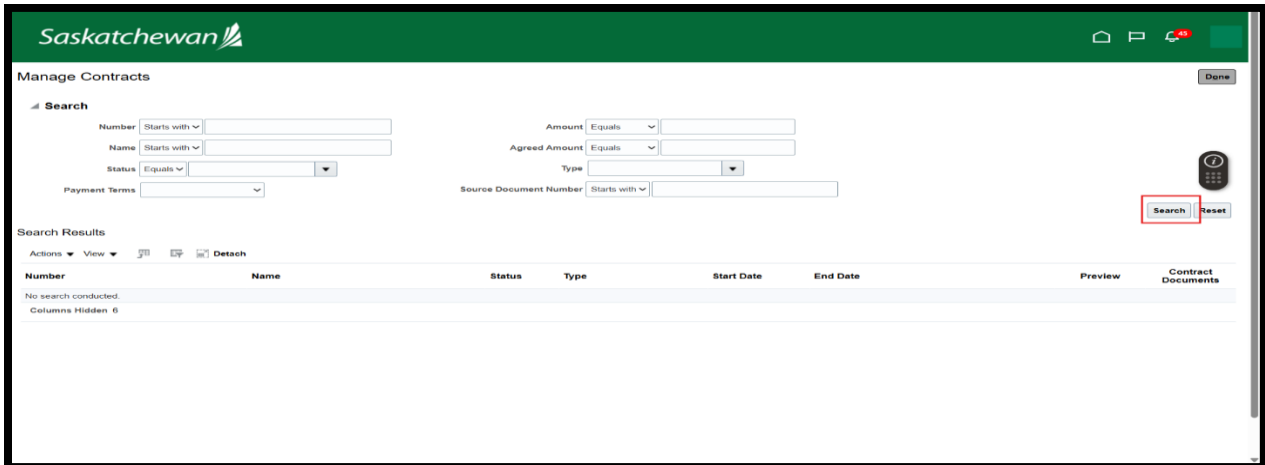 Saskatchewan
45
Manage Contracts
Done
Search
Number Starts with Amount Equals
Name Starts with Agreed Amount Equals
Status Equals Type
Payment Terms Source Document Number Starts with
Search Reset
Search Results
Actions View Detach
Number Name Status Type Start Date End Date Preview Contract Documents
No search conducted.
Columns Hidden 6